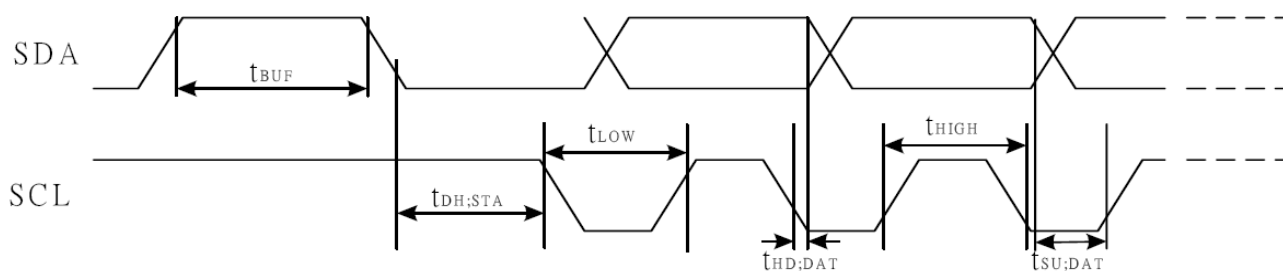 SDA
tBUF
tLOW
tHIGH
SCL
tDH;STA
tHD;DAT
tSU;DAT